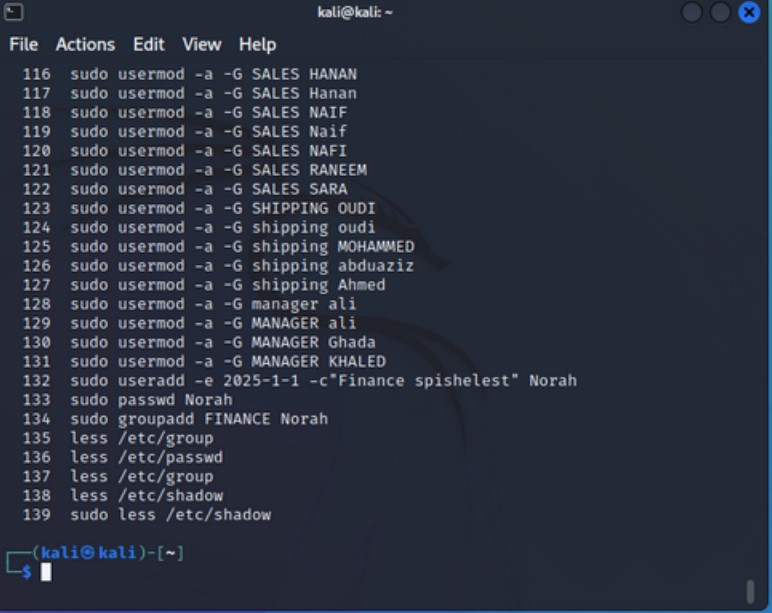 kali@kali: ~
File Actions Edit View Help
116 sudo usermod -a -G SALES HANAN
117 sudo usermod -a -G SALES Hanan
118 sudo usermod -a -G SALES NAIF
119 sudo usermod -a -G SALES Naif
120 sudo usermod -a -G SALES NAFI
121 sudo usermod -a -G SALES RANEEM
122 sudo usermod -a -G SALES SARA
123 sudo usermod -a -G SHIPPING OUDI
124 sudo usermod -a -G shipping oudi
125 sudo usermod -a -G shipping MOHAMMED
126 sudo usermod -a -G shipping abduaziz
127 sudo usermod -a -G shipping Ahmed
128 sudo usermod -a -G manager ali
129 sudo usermod -a -G MANAGER ali
130 sudo usermod -a -G MANAGER Ghada
131 sudo usermod -a -G MANAGER KHALED
132 sudo useradd -e 2025-1-1 -c"Finance spishelest" Norah
133 sudo passwd Norah
134 sudo groupadd FINANCE Norah
135 less /etc/group
136 less /etc/passwd
137 less /etc/group
138 less /etc/shadow
139 sudo less /etc/shadow
┌──(kali㉿kali)-[~]
└─$